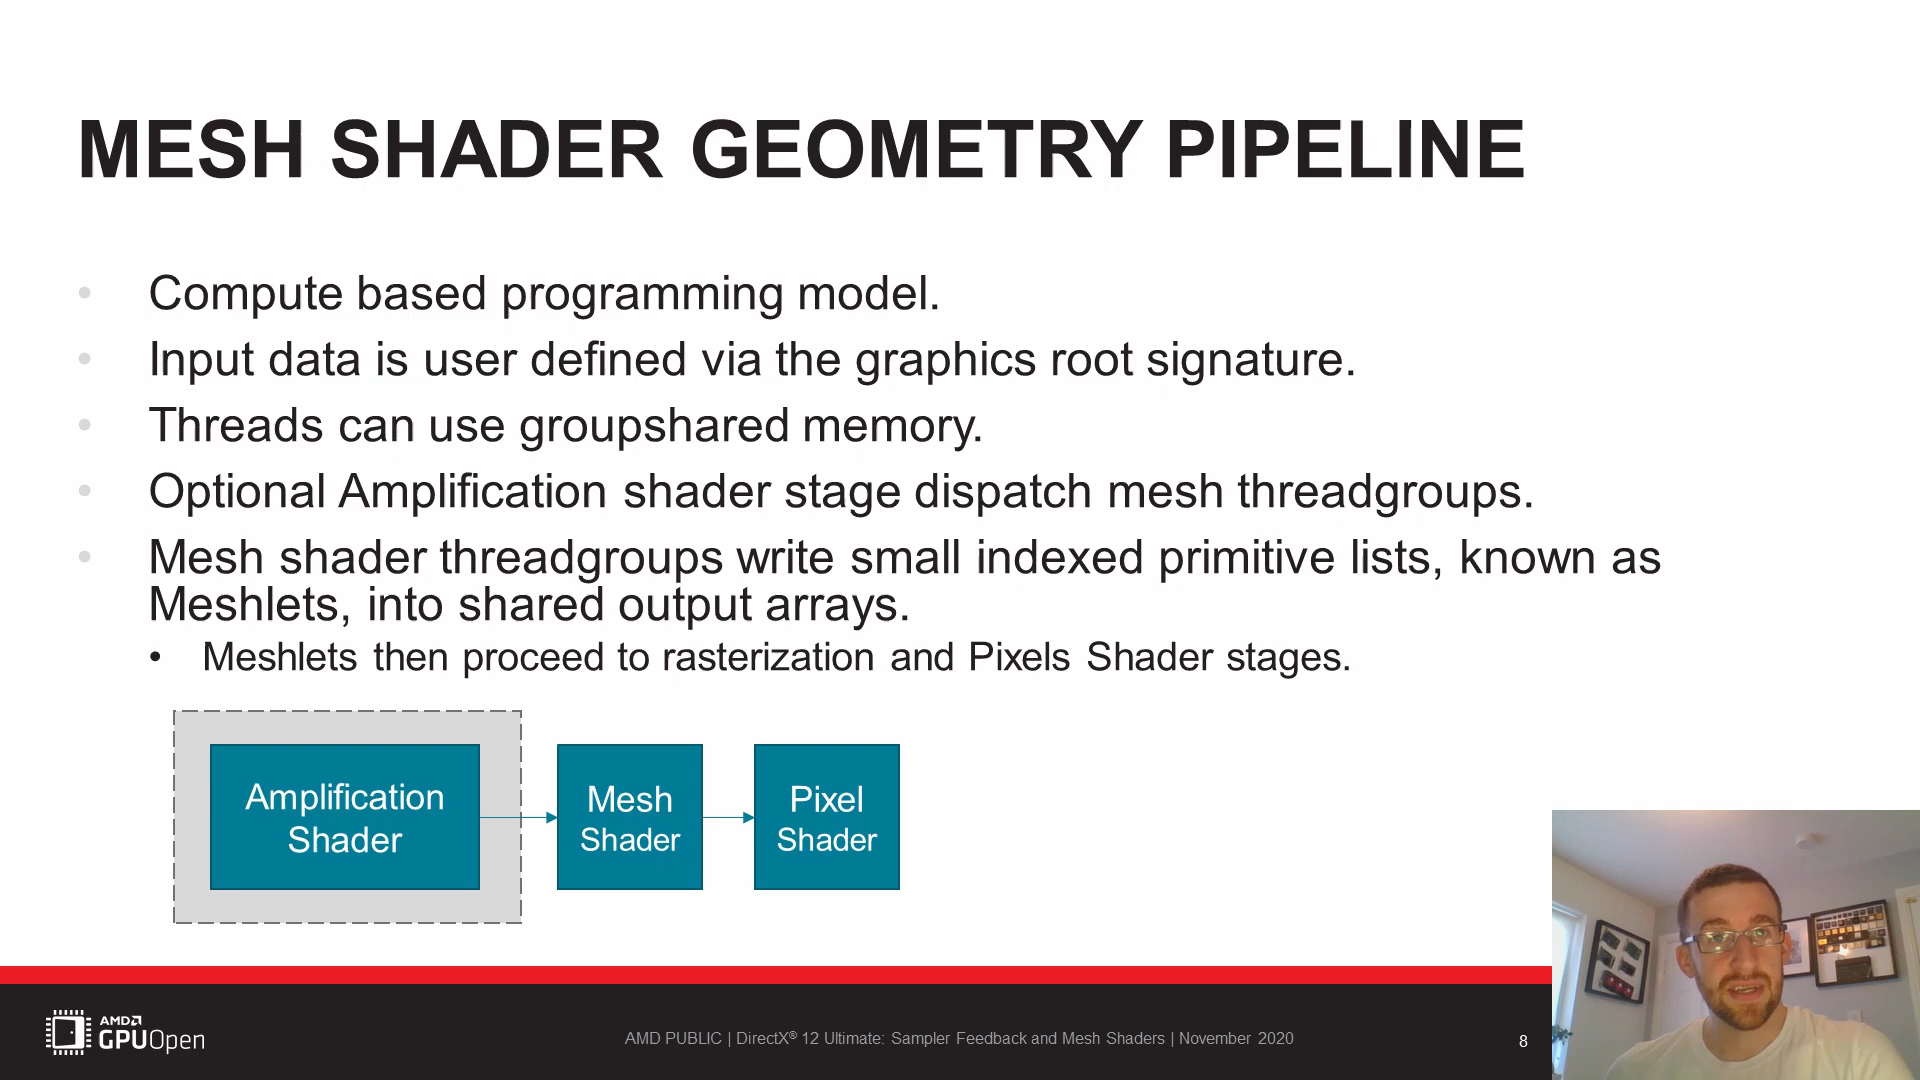 MESH SHADER GEOMETRY PIPELINE
• Compute based programming model.
• Input data is user defined via the graphics root signature.
• Threads can use groupshared memory.
• Optional Amplification shader stage dispatch mesh threadgroups.
• Mesh shader threadgroups write small indexed primitive lists, known as
Meshlets, into shared output arrays.
• Meshlets then proceed to rasterization and Pixels Shader stages.
Amplification
Shader
Mesh
Shader
Pixel
Shader
AMD
GPUOpen
AMD PUBLIC | DirectX® 12 Ultimate: Sampler Feedback and Mesh Shaders | November 2020
8